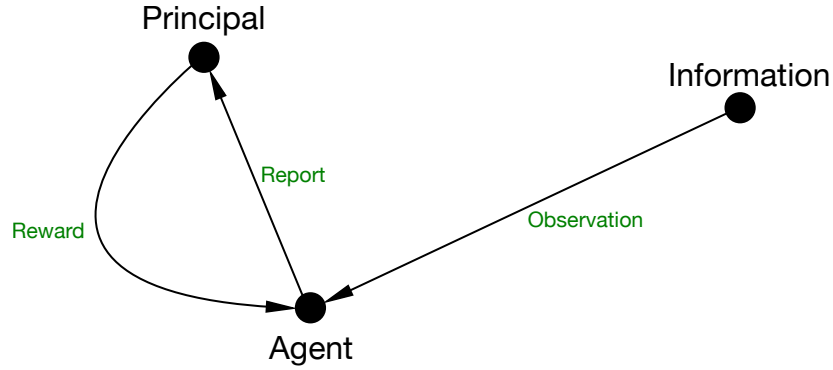 Principal
Information
Report
Observation
Reward
Agent